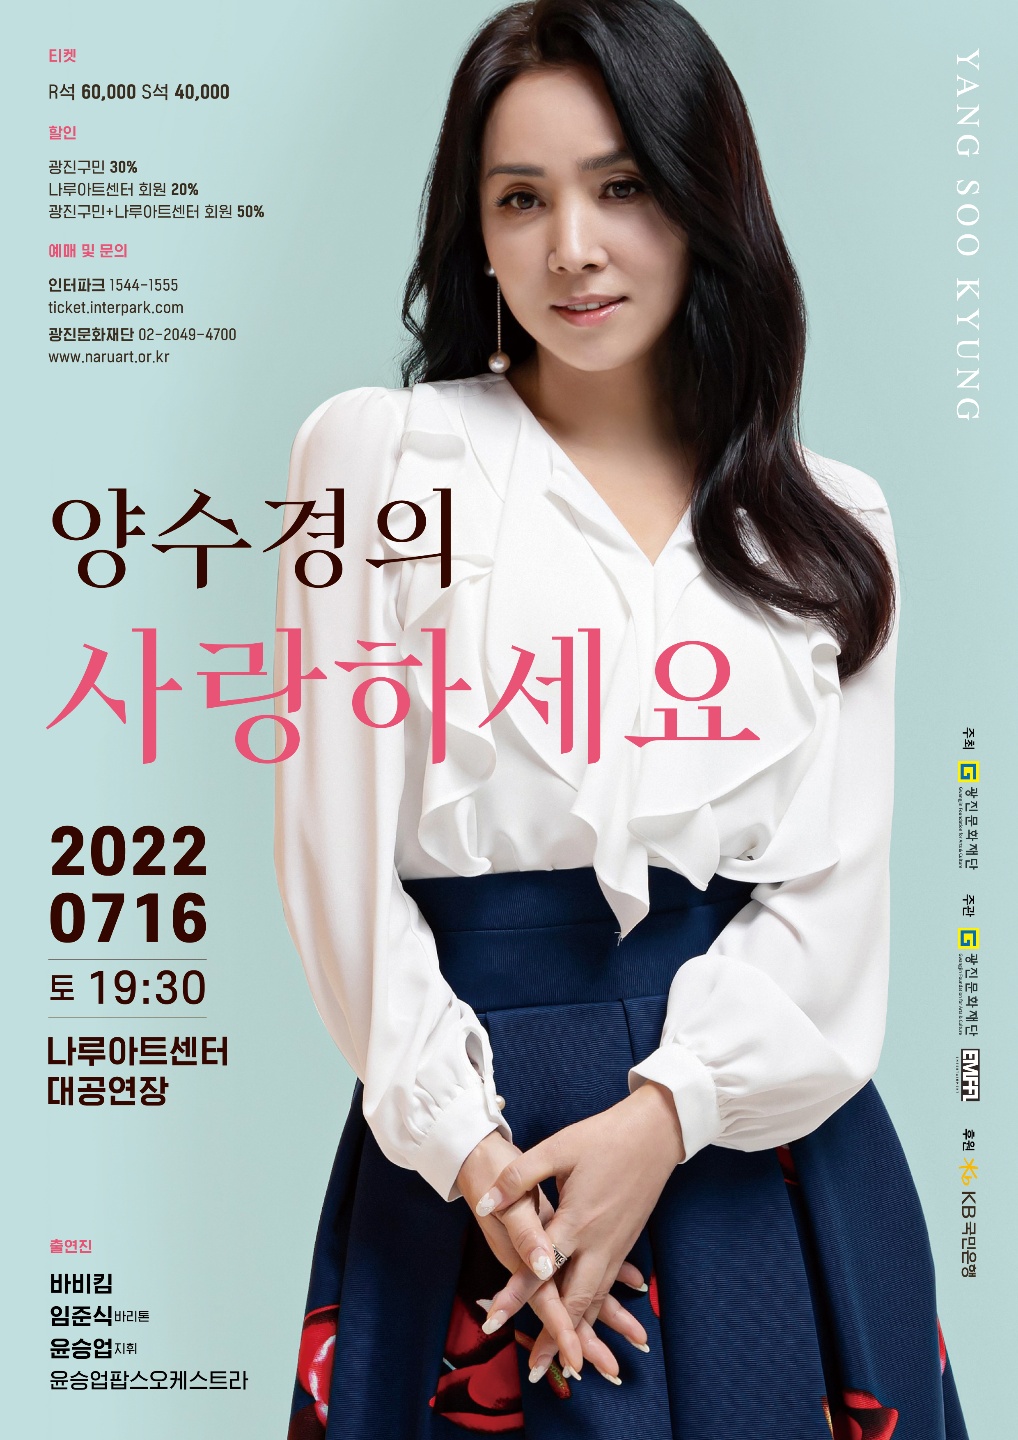 티켓
R석 60,000 S석 40,000
할인
광진구민 30%
나루아트센터 회원 20%
광진구민+나루아트센터 회원 50%
예매 및 문의
인터파크 1544-1555
ticket.interpark.com
광진문화재단 02-2049-4700
www.naruart.or.kr
YANG SOO KYUNG
양수경의
사랑하세요
2022
0716
토 19:30
나루아트센터
대공연장
출연진
바비킴
임준식 바리톤
윤승업 지휘
윤승업팝스오케스트라
주최 광진문화재단
주관 광진문화재단
후원 KB국민은행